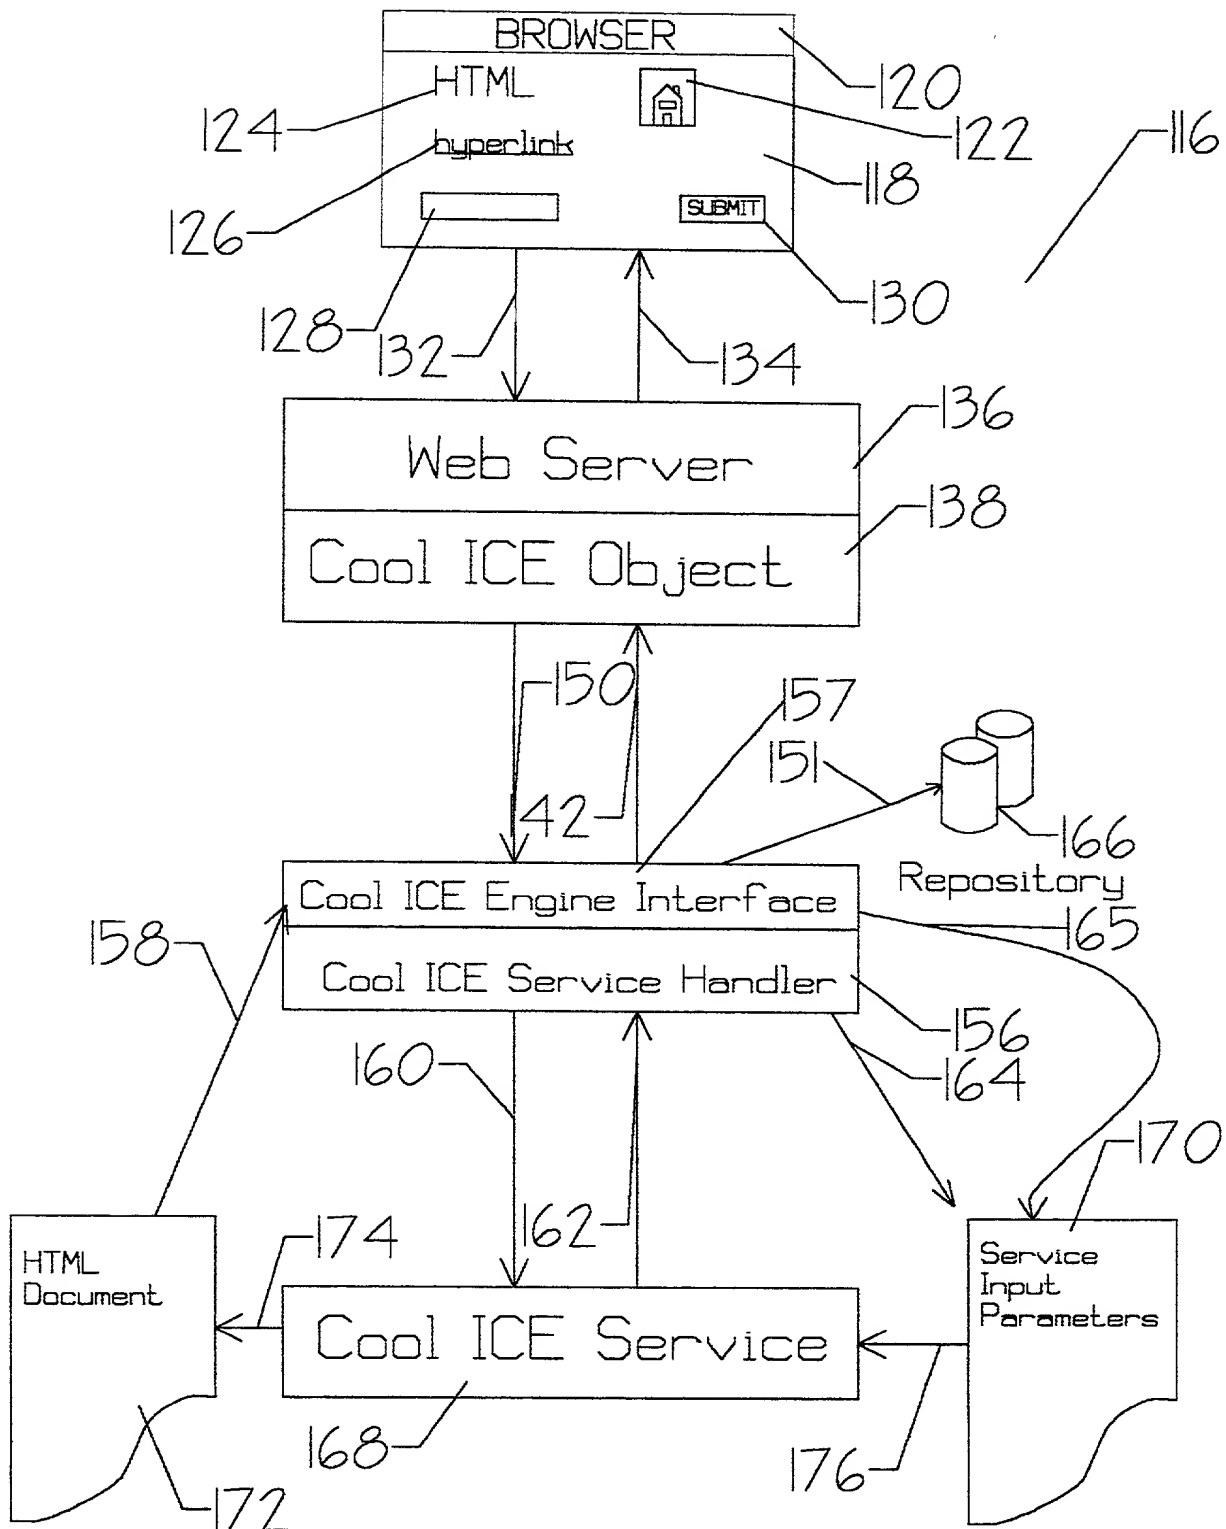 BROWSER
120
HTML
124
122
116
hyperlink
118
126
SUBMIT
130
128
132
134
136
Web Server
138
Cool ICE Object
150
157
151
142
166
Repository
Cool ICE Engine Interface
165
158
Cool ICE Service Handler
156
160
164
170
162
174
HTML
Document
Service
Input
Parameters
Cool ICE Service
168
176
172